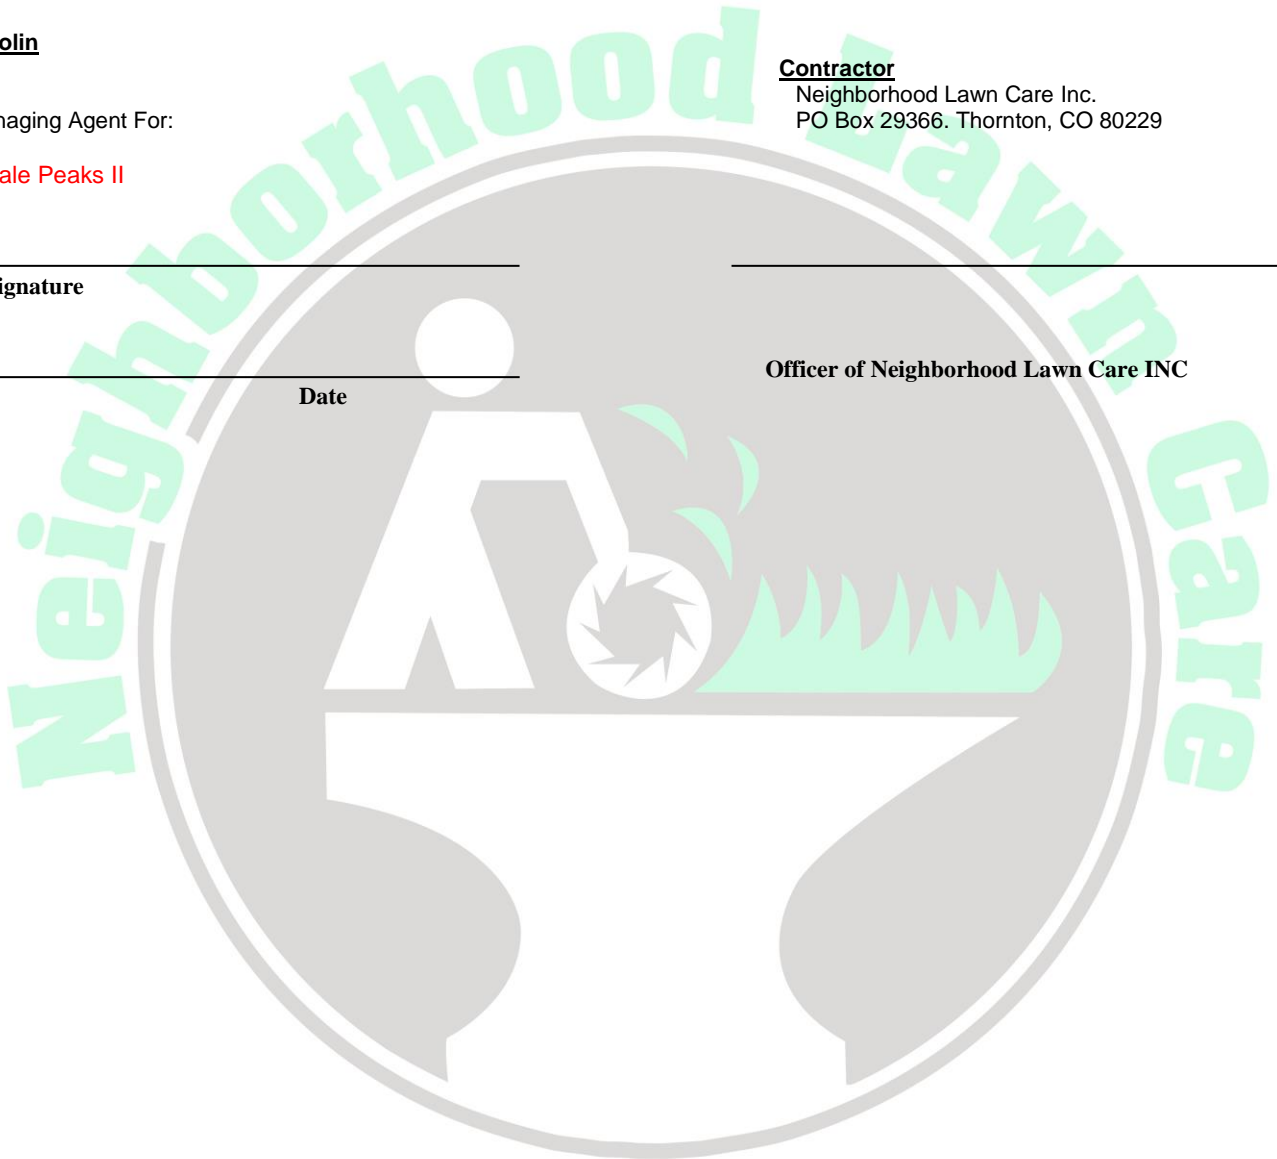 olin
naging Agent For:
ale Peaks II
ignature
Date
Contractor
Neighborhood Lawn Care Inc.
PO Box 29366. Thornton, CO 80229
Officer of Neighborhood Lawn Care INC
Neighborhood Lawn Care